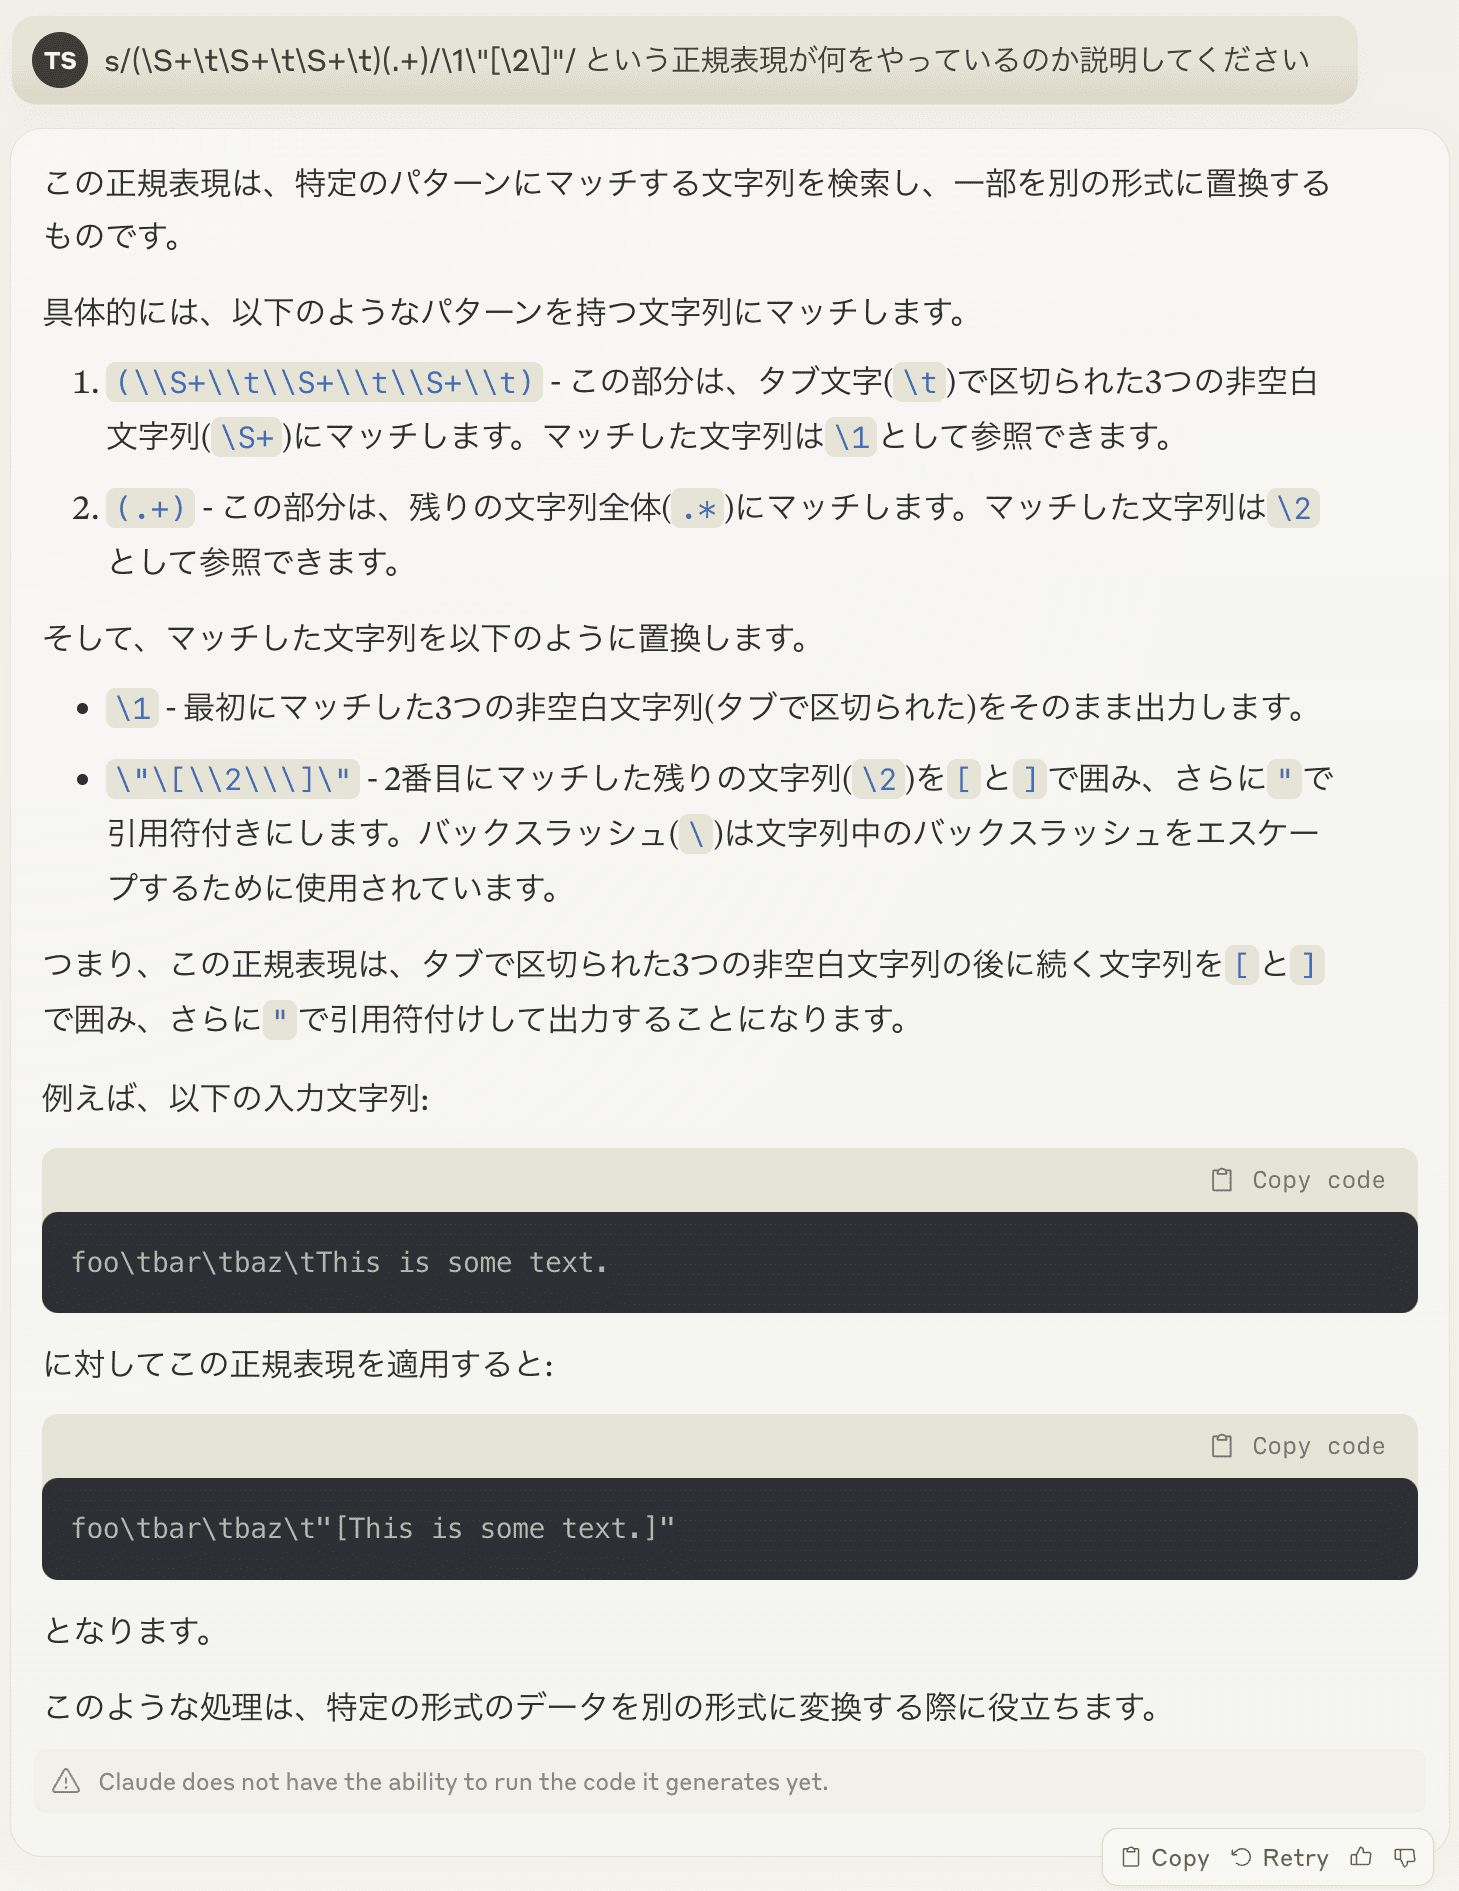 TS s/(\S+\t\S+\t\S+\t)(.+)/\1\"[\2\]"/ という正規表現が何をやっているのか説明してください
この正規表現は、特定のパターンにマッチする文字列を検索し、一部を別の形式に置換する
ものです。
具体的には、以下のようなパターンを持つ文字列にマッチします。
1. (\\S+\\t\\S+\\t\\S+\\t) - この部分は、タブ文字(\t)で区切られた3つの非空白
文字列(\S+)にマッチします。マッチした文字列は\1として参照できます。
2. (.+) - この部分は、残りの文字列全体(.*)にマッチします。マッチした文字列は\2
として参照できます。
そして、マッチした文字列を以下のように置換します。
• \1 - 最初にマッチした3つの非空白文字列(タブで区切られた)をそのまま出力します。
• \"\[\\2\\\]\" - 2番目にマッチした残りの文字列(\2)を[と]で囲み、さらに"で
引用符付きにします。バックスラッシュ(\)は文字列中のバックスラッシュをエスケー
プするために使用されています。
つまり、この正規表現は、タブで区切られた3つの非空白文字列の後に続く文字列を[と]
で囲み、さらに"で引用符付けして出力することになります。
例えば、以下の入力文字列:
Copy code
foo\tbar\tbaz\tThis is some text.
に対してこの正規表現を適用すると:
Copy code
foo\tbar\tbaz\t"[This is some text.]"
となります。
このような処理は、特定の形式のデータを別の形式に変換する際に役立ちます。
Claude does not have the ability to run the code it generates yet.
Copy Retry